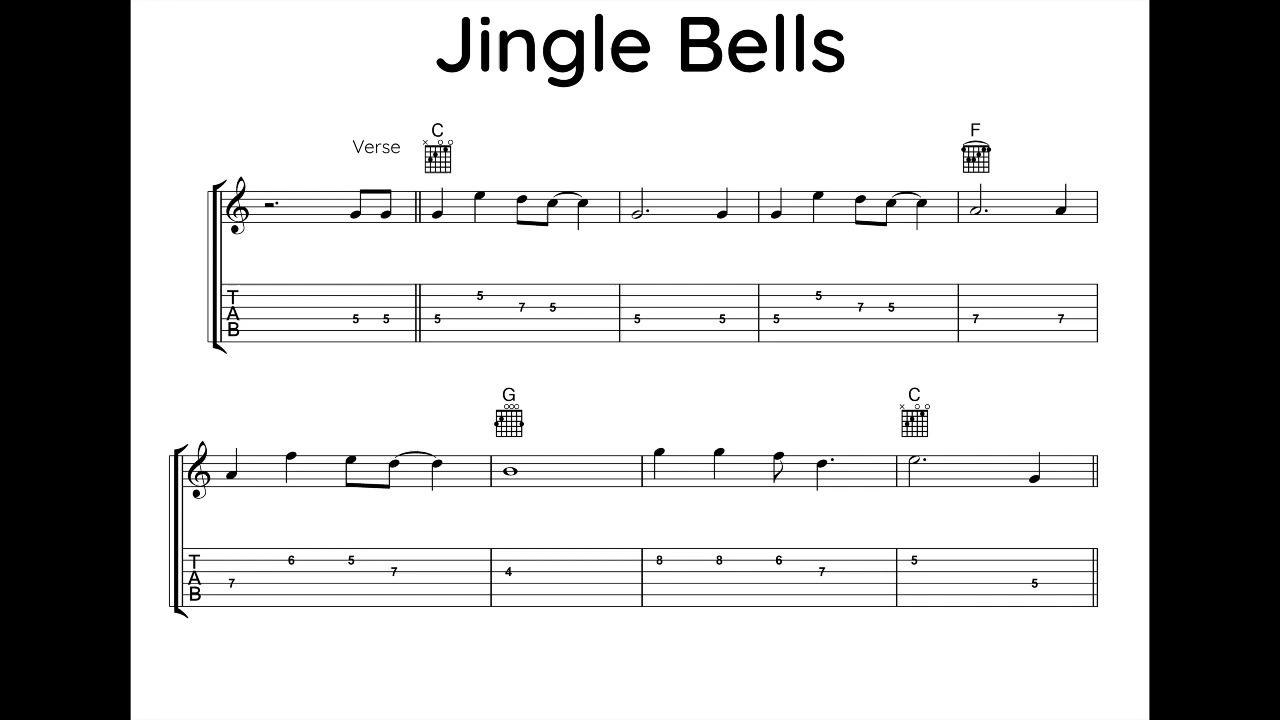 Jingle Bells
Verse
C F
× o o
T A B
5 5 5 5 7 5 5 5 5 5 7 5 7 7
G C
ooo × o o
T A B
7 6 5 7 4 8 8 6 7 5 5